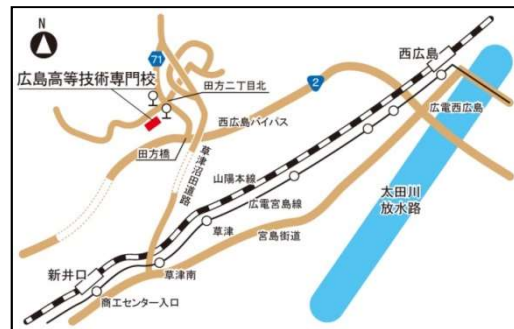 N
71
西広島
広島高等技術専門校
田方二丁目北
2
広電西広島
西広島バイパス
田方橋
草津沼田道路
山陽本線
太田川
放水路
広電宮島線
草津
宮島街道
新井口
草津南
商工センター入口